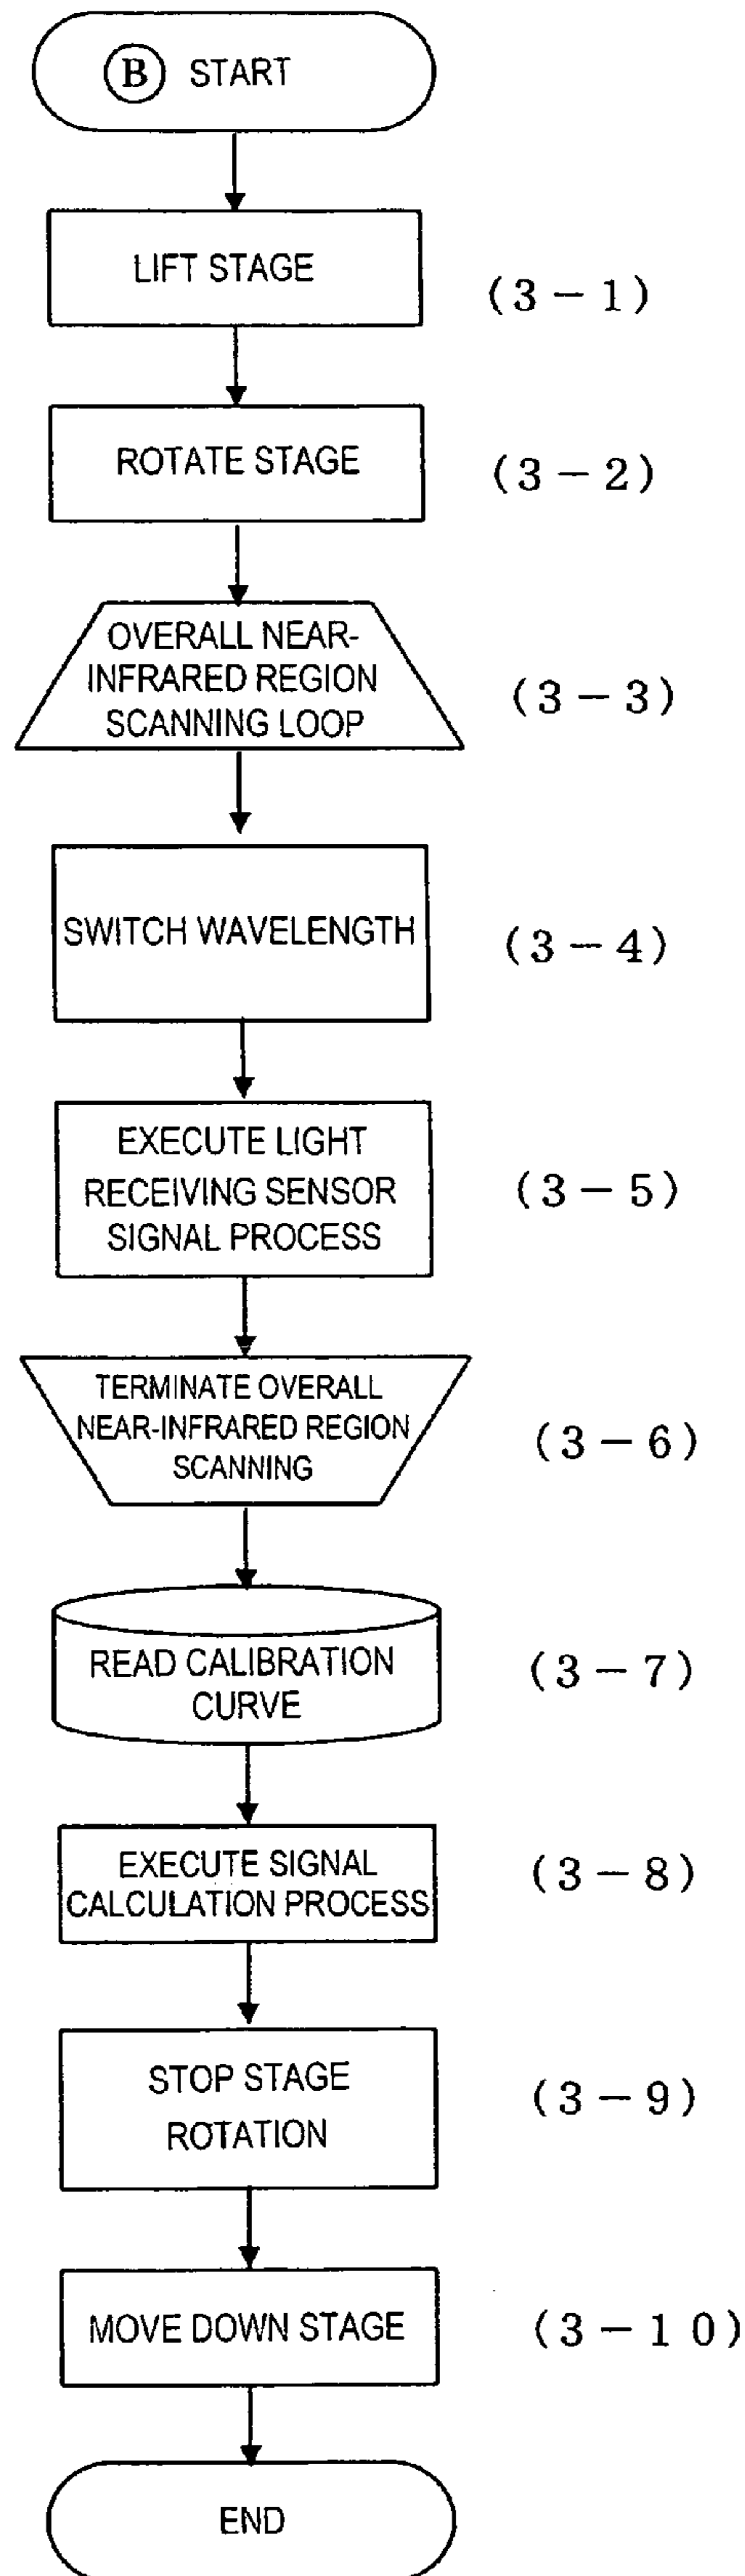 B START
LIFT STAGE
(3-1)
ROTATE STAGE
(3-2)
OVERALL NEAR-
INFRARED REGION
SCANNING LOOP
(3-3)
SWITCH WAVELENGTH
(3-4)
EXECUTE LIGHT
RECEIVING SENSOR
SIGNAL PROCESS
(3-5)
TERMINATE OVERALL
NEAR-INFRARED REGION
SCANNING
(3-6)
READ CALIBRATION
CURVE
(3-7)
EXECUTE SIGNAL
CALCULATION PROCESS
(3-8)
STOP STAGE
ROTATION
(3-9)
MOVE DOWN STAGE
(3-10)
END